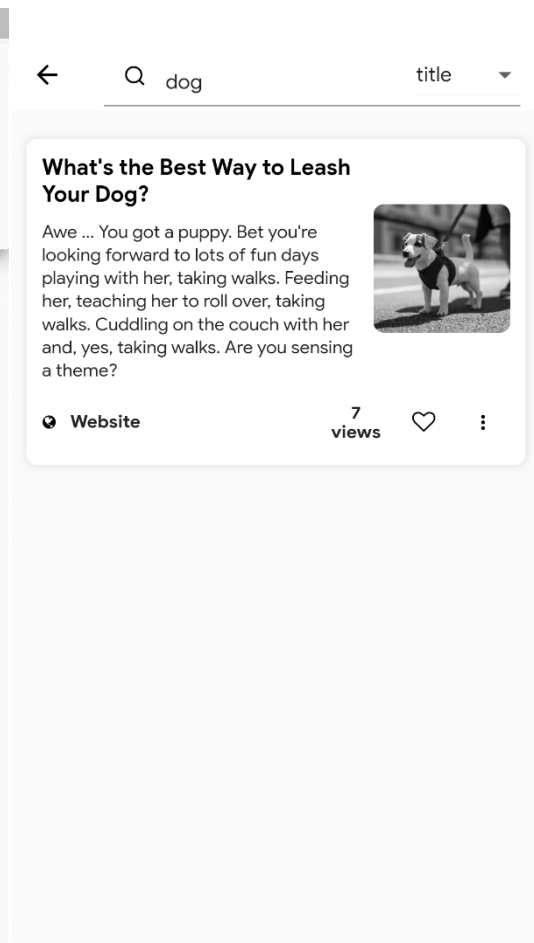 dog
title
What's the Best Way to Leash
Your Dog?
Awe ... You got a puppy. Bet you're
looking forward to lots of fun days
playing with her, taking walks. Feeding
her, teaching her to roll over, taking
walks. Cuddling on the couch with her
and, yes, taking walks. Are you sensing
a theme?
Website
7
views